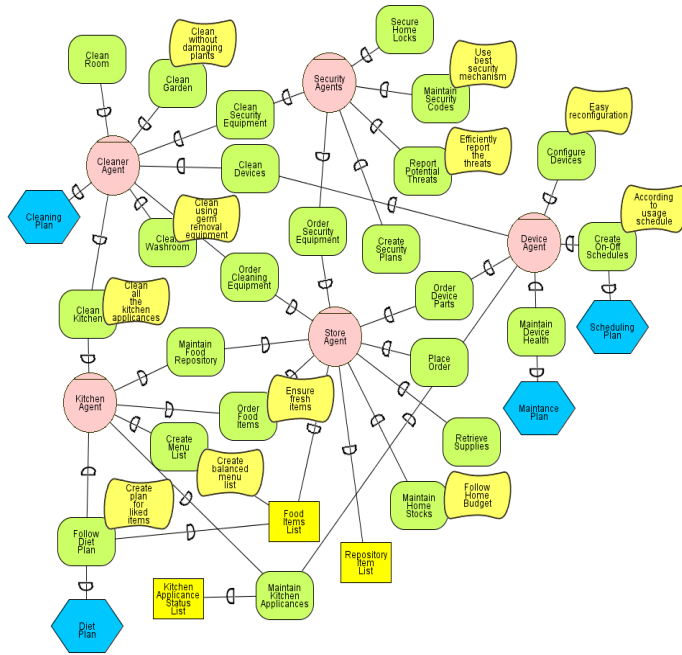 Clean
without
damaging
plants
Secure
Home
Locks
Clean
Room
Clean
Garden
Use
best
security
mechanism
Security
Agents
Maintain
Security
Codes
Easy
reconfiguration
Clean
Security
Equipment
Cleaner
Agent
Clean
Devices
Efficiently
report
the
threats
Report
Potential
Threats
Configure
Devices
According
to
usage
schedule
Cleaning
Plan
Clean
using
germ
removal
equipment
Clean
Washroom
Order
Security
Equipment
Create
Security
Plans
Device
Agent
Create
On-Off
Schedules
Order
Cleaning
Equipment
Order
Device
Parts
Clean
all
the
kitchen
applicances
Clean
Kitchen
Maintain
Food
Repository
Store
Agent
Maintain
Device
Health
Scheduling
Plan
Place
Order
Kitchen
Agent
Ensure
fresh
items
Order
Food
Items
Maintance
Plan
Create
Menu
List
Retrieve
Supplies
Create
balanced
menu
list
Create
plan
for
liked
items
Follow
Home
Budget
Maintain
Home
Stocks
Follow
Diet
Plan
Food
Items
List
Repository
Item
List
Kitchen
Applicance
Status
List
Maintain
Kitchen
Applicances
Diet
Plan